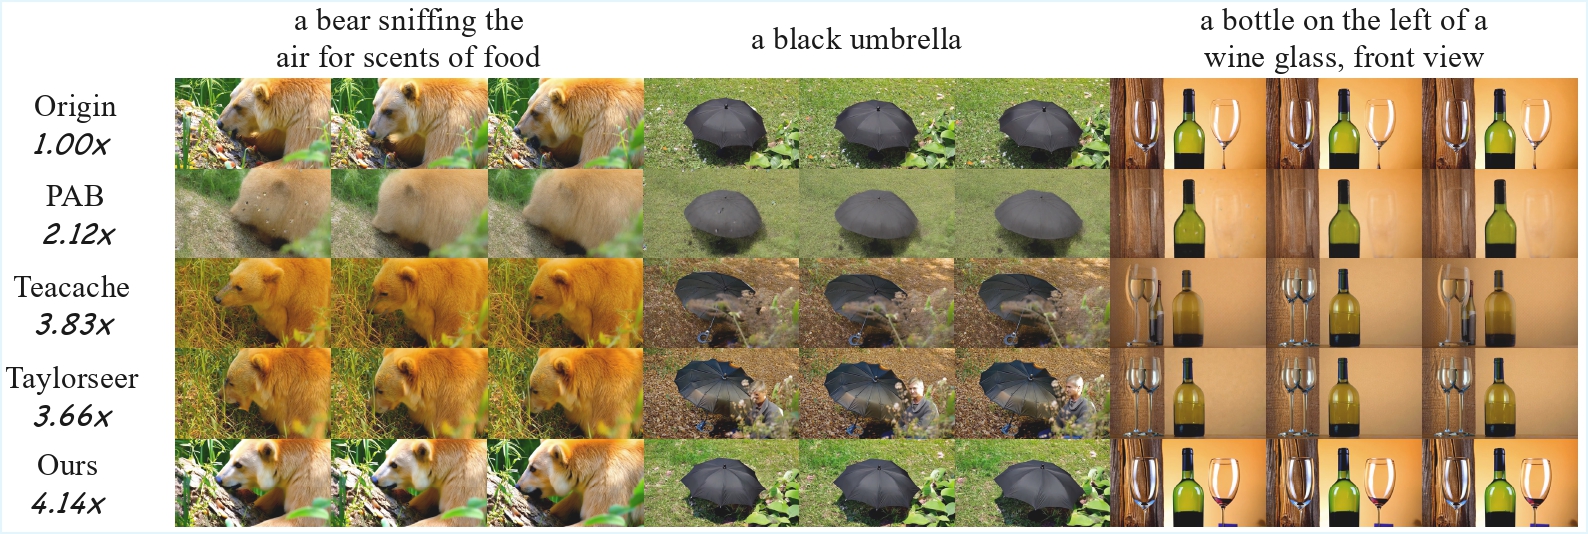 a bear sniffing the
air for scents of food
a black umbrella
a bottle on the left of a
wine glass, front view
Origin
1.00x
PAB
2.12x
Teacache
3.83x
Taylorseer
3.66x
Ours
4.14x